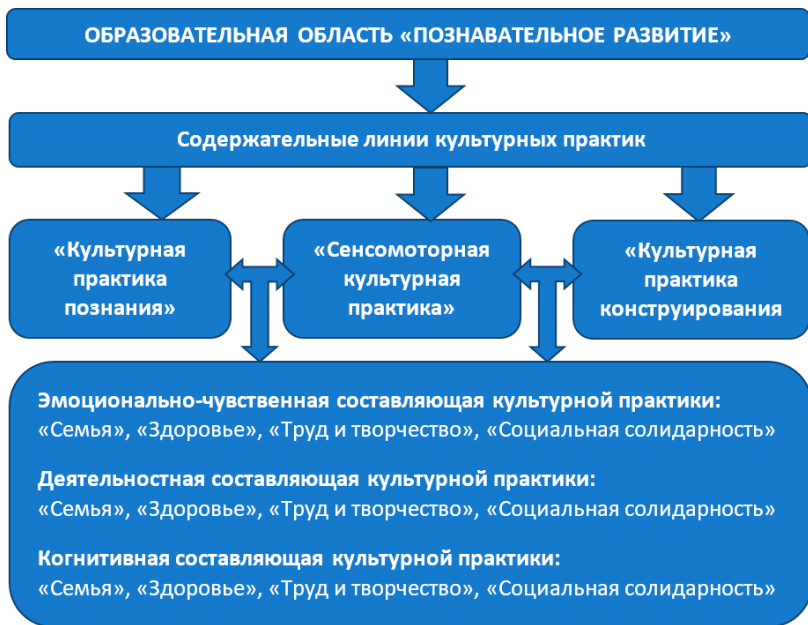 ОБРАЗОВАТЕЛЬНАЯ ОБЛАСТЬ «ПОЗНАВАТЕЛЬНОЕ РАЗВИТИЕ»
Содержательные линии культурных практик
«Культурная
практика
познания»
«Сенсомоторная
культурная
практика»
«Культурная
практика
конструирования
Эмоционально-чувственная составляющая культурной практики:
«Семья», «Здоровье», «Труд и творчество», «Социальная солидарность»
Деятельностная составляющая культурной практики:
«Семья», «Здоровье», «Труд и творчество», «Социальная солидарность»
Когнитивная составляющая культурной практики:
«Семья», «Здоровье», «Труд и творчество», «Социальная солидарность»